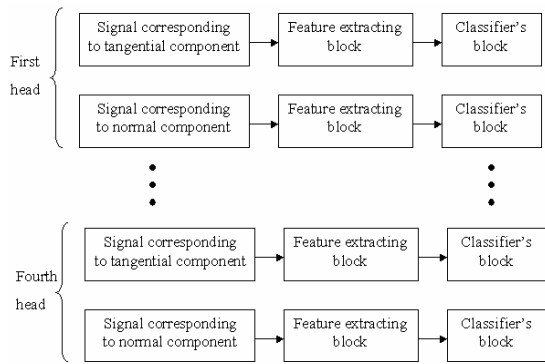 Signal corresponding
to tangential component
Feature extracting
block
Classifier's
block
First
head
Signal corresponding
to normal component
Feature extracting
block
Classifier's
block
Signal corresponding
to tangential component
Feature extracting
block
Classifier's
block
Fourth
head
Signal corresponding
to normal component
Feature extracting
block
Classifier's
block